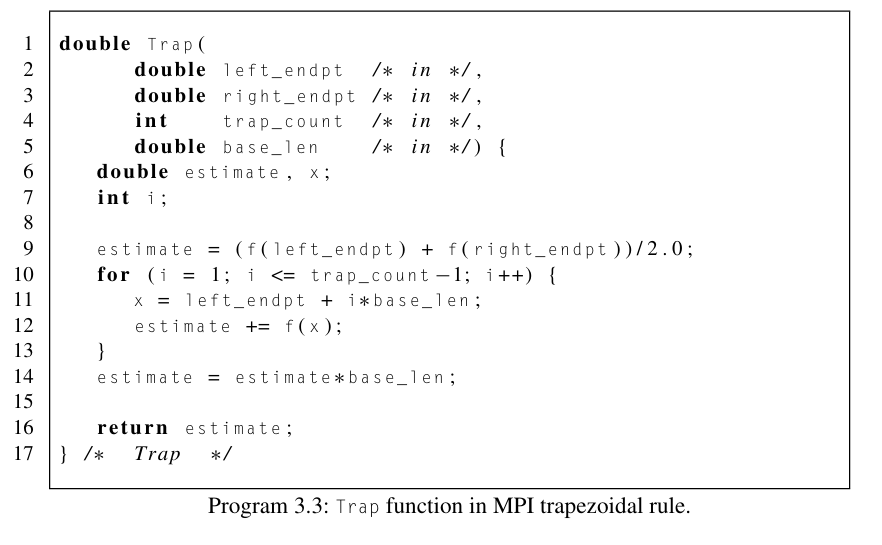 1 double Trap(
2 double left_endpt /* in */,
3 double right_endpt /* in */,
4 int trap_count /* in */,
5 double base_len /* in */) {
6 double estimate, x;
7 int i;
8
9 estimate = (f(left_endpt) + f(right_endpt))/2.0;
10 for (i = 1; i <= trap_count-1; i++) {
11 x = left_endpt + i*base_len;
12 estimate += f(x);
13 }
14 estimate = estimate*base_len;
15
16 return estimate;
17 } /* Trap */
Program 3.3: Trap function in MPI trapezoidal rule.